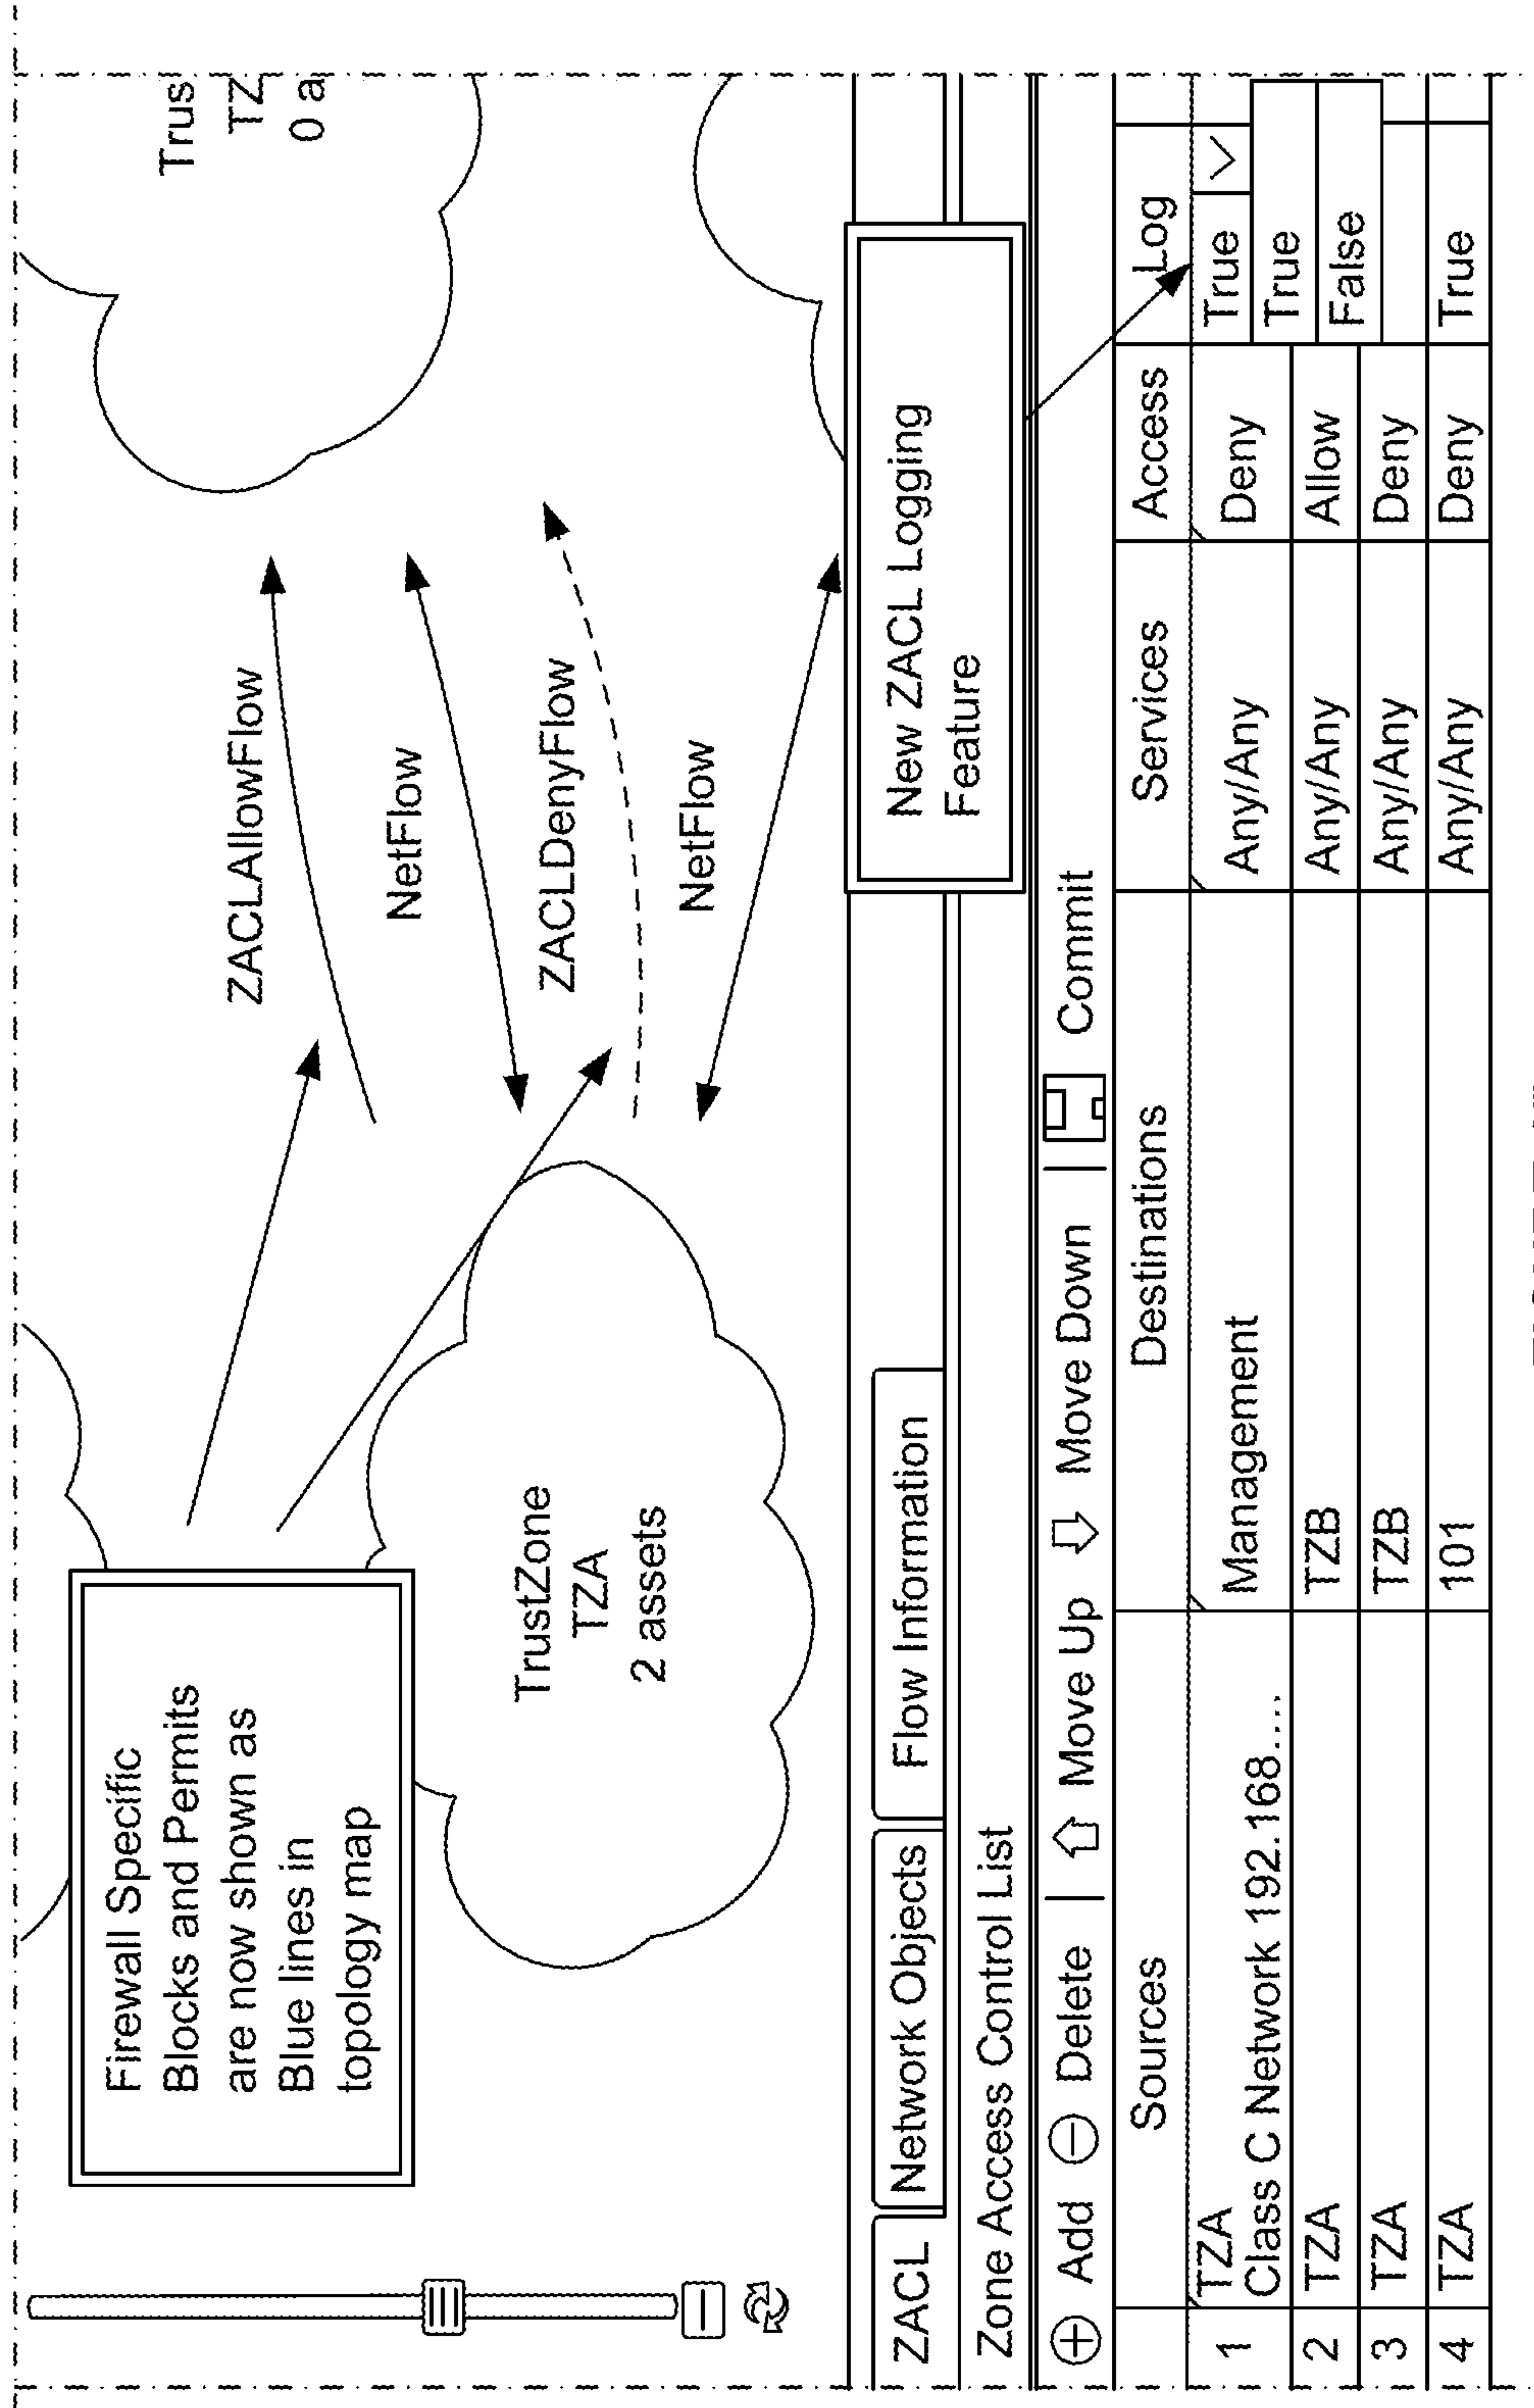 Firewall Specific
Blocks and Permits
are now shown as
Blue lines in
topology map
ZACLAllowFlow
NetFlow
ZACLDenyFlow
NetFlow
Trus
TZ
0 a
TrustZone
TZA
2 assets
New ZACL Logging
Feature
ZACL Network Objects Flow Information
Zone Access Control List
Add Delete | Move Up Move Down | Commit
Sources Destinations Services Access Log
1 TZA Management Any/Any Deny True
Class C Network 192.168....
True
False
2 TZA TZB Any/Any Allow
3 TZA TZB Any/Any Deny
4 TZA 101 Any/Any Deny True